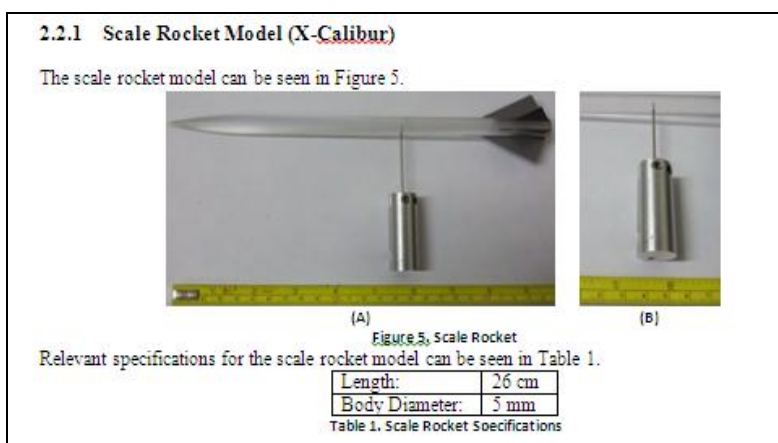 2.2.1 Scale Rocket Model (X-Calibur)
The scale rocket model can be seen in Figure 5.
(A) (B)
Figure 5. Scale Rocket
Relevant specifications for the scale rocket model can be seen in Table 1.
Length: 26 cm
Body Diameter: 5 mm
Table 1. Scale Rocket Specifications